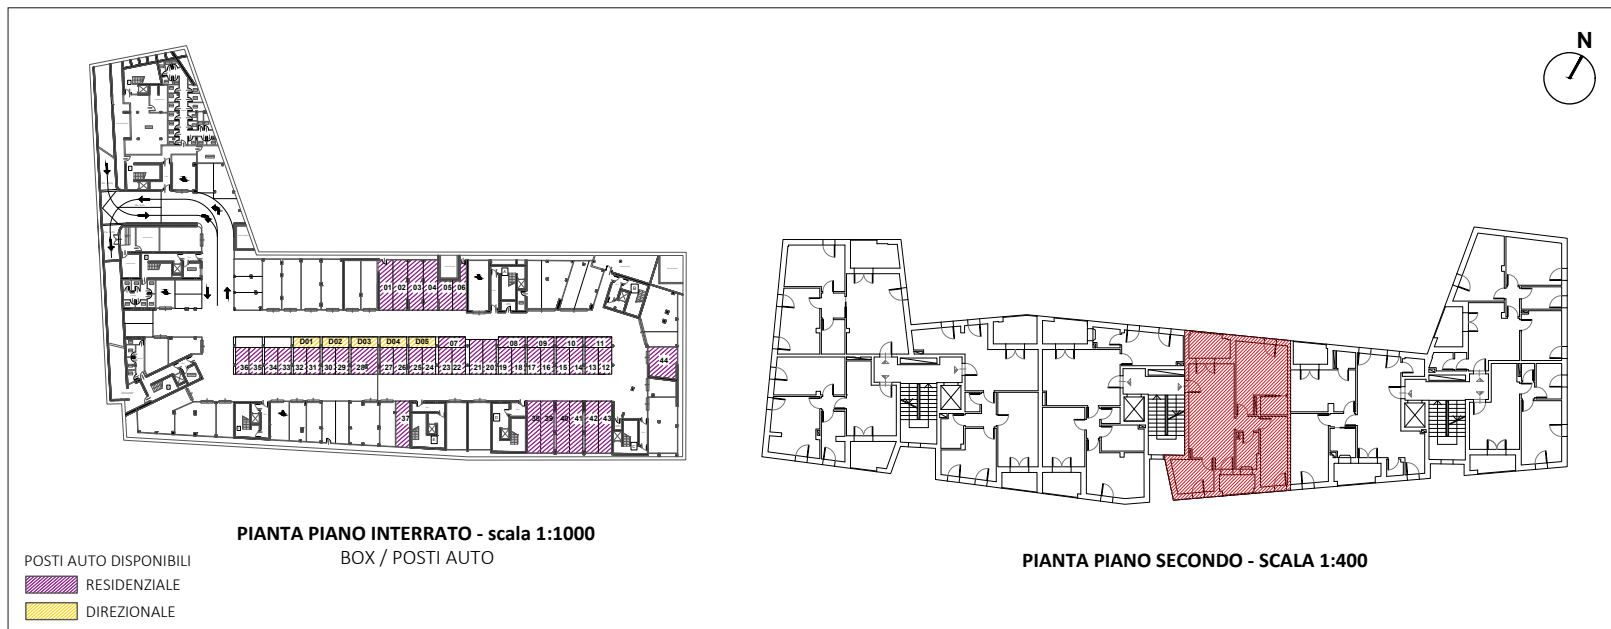 N
01 02 03 04 05 06
D01 D02 D03 D04 D05 07 08 09 10 11
36 35 34 33 32 31 30 29 28 27 26 25 24 23 22 21 20 19 18 17 16 15 14 13 12
44
37 38 39 40 41 42 43
PIANTA PIANO INTERRATO - scala 1:1000
BOX / POSTI AUTO
PIANTA PIANO SECONDO - SCALA 1:400
POSTI AUTO DISPONIBILI
RESIDENZIALE
DIREZIONALE